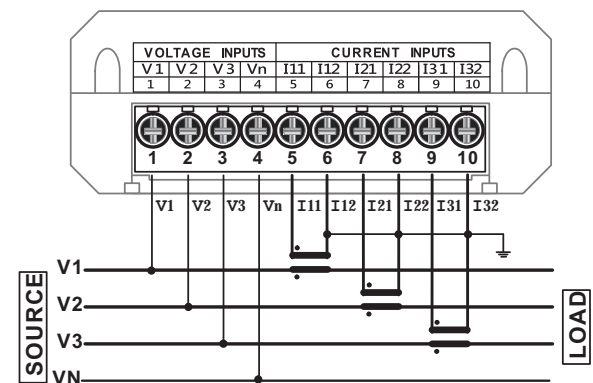 VOLTAGE INPUTS CURRENT INPUTS
V1 V2 V3 Vn I11 I12 I21 I22 I31 I32
1 2 3 4 5 6 7 8 9 10
1 2 3 4 5 6 7 8 9 10
V1 V2 V3 Vn I11 I12 I21 I22 I31 I32
V1
V2
V3
VN
SOURCE
LOAD